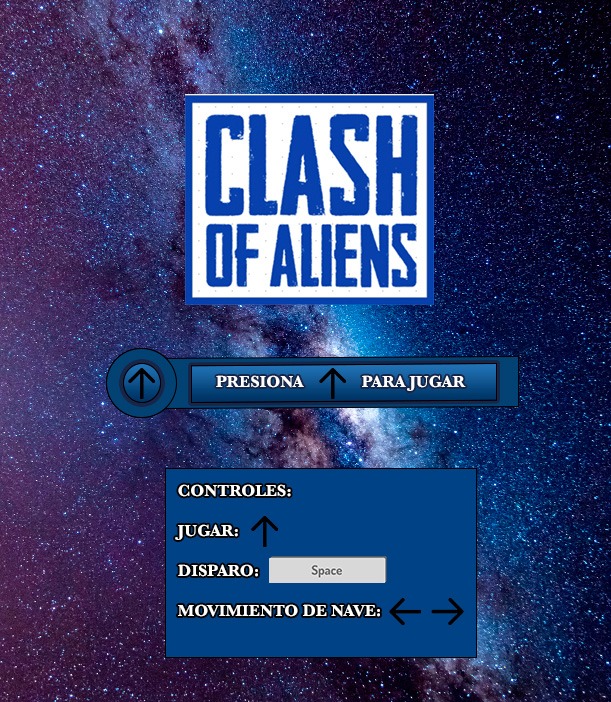 CLASH
OF ALIENS
PRESIONA ↑ PARA JUGAR
CONTROLES:
JUGAR: ↑
DISPARO: Space
MOVIMIENTO DE NAVE: ← →